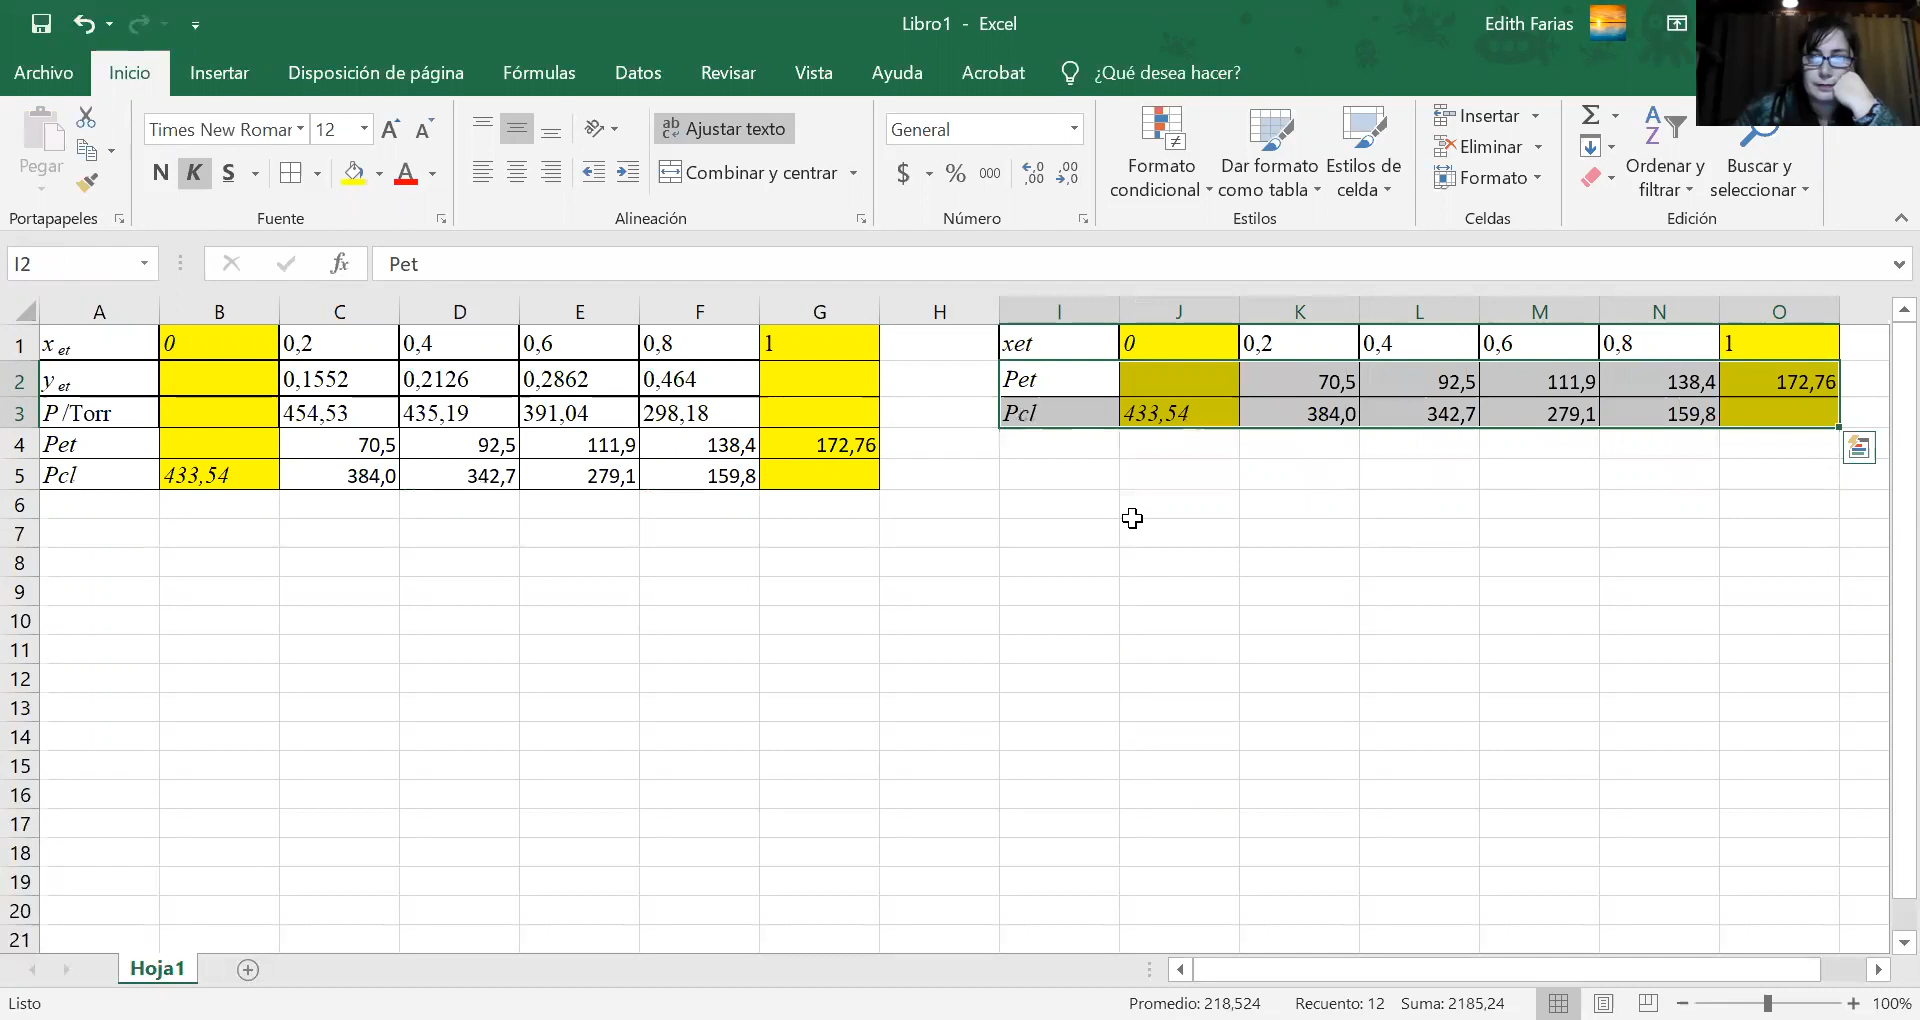 Libro1 - Excel
Edith Farias
Archivo Inicio Insertar Disposición de página Fórmulas Datos Revisar Vista Ayuda Acrobat ¿Qué desea hacer?
Pegar
Times New Romar 12
N K S
A
Ajustar texto
Combinar y centrar
General
$ % 000
Formato condicional
Dar formato como tabla
Estilos de celda
Insertar
Eliminar
Formato
Σ
Ordenar y filtrar
Buscar y seleccionar
Portapapeles Fuente Alineación Número Estilos Celdas Edición
I2 fx Pet
A B C D E F G H I J K L M N O
1 x et 0 0,2 0,4 0,6 0,8 1 xet 0 0,2 0,4 0,6 0,8 1
2 y et 0,1552 0,2126 0,2862 0,464 Pet 70,5 92,5 111,9 138,4 172,76
3 P /Torr 454,53 435,19 391,04 298,18 Pcl 433,54 384,0 342,7 279,1 159,8
4 Pet 70,5 92,5 111,9 138,4 172,76
5 Pcl 433,54 384,0 342,7 279,1 159,8
6
7
8
9
10
11
12
13
14
15
16
17
18
19
20
21
Hoja1
Listo Promedio: 218,524 Recuento: 12 Suma: 2185,24 100%